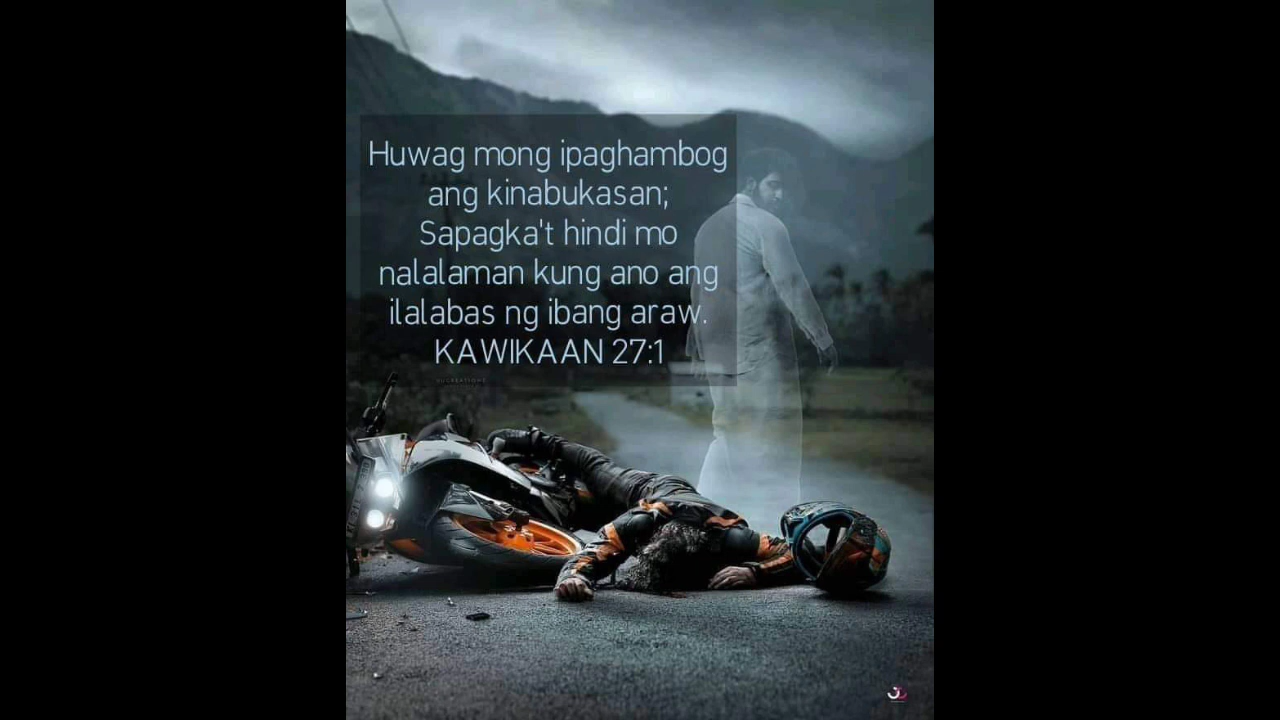 Huwag mong ipaghambog
ang kinabukasan;
Sapagka't hindi mo
nalalaman kung ano ang
ilalabas ng ibang araw.
KAWIKAAN 27:1